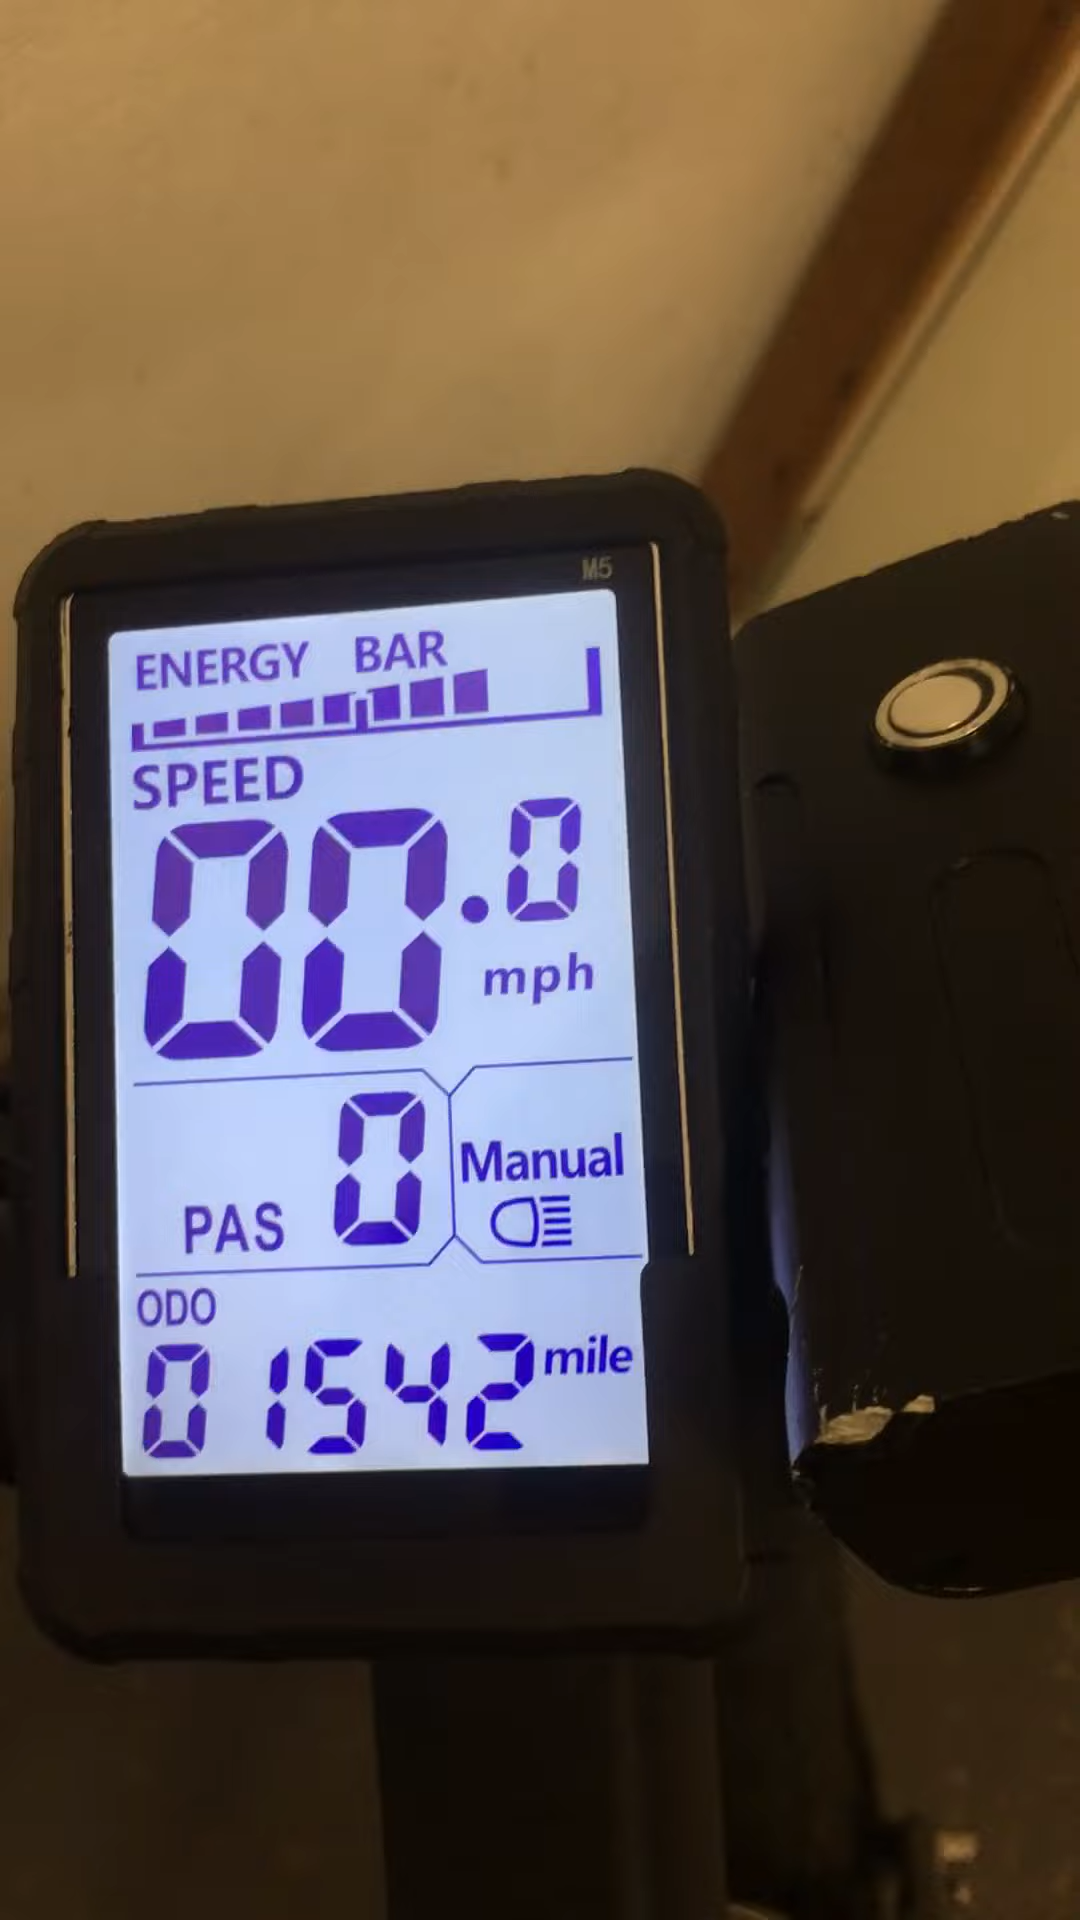 M5
ENERGY BAR
SPEED
00.0
mph
PAS 0
Manual
ODO
01542 mile